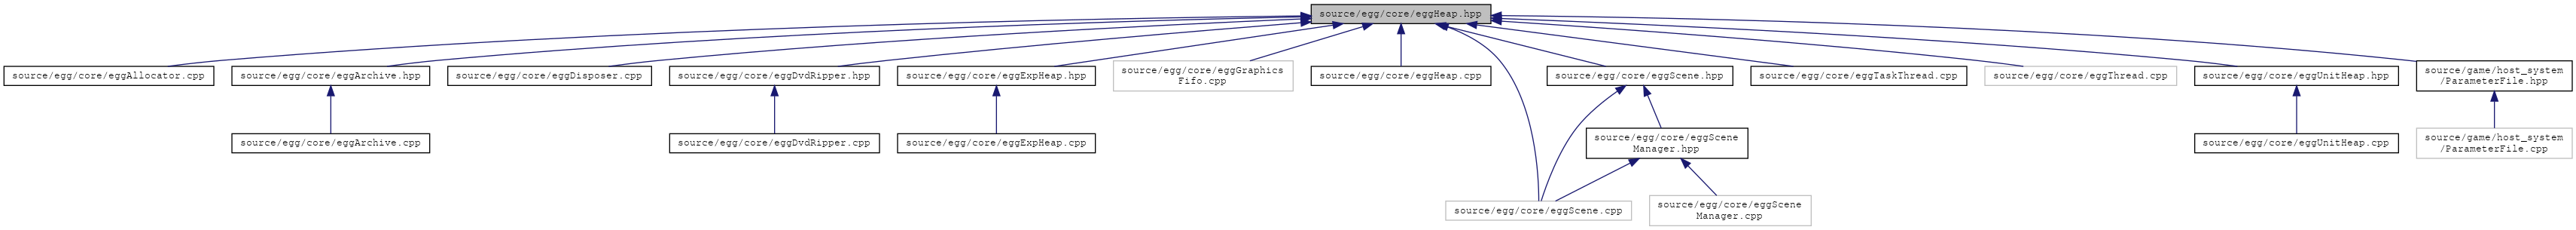 source/egg/core/eggHeap.hpp
source/egg/core/eggAllocator.cpp
source/egg/core/eggArchive.hpp
source/egg/core/eggDisposer.cpp
source/egg/core/eggDvdRipper.hpp
source/egg/core/eggExpHeap.hpp
source/egg/core/eggGraphics
Fifo.cpp
source/egg/core/eggHeap.cpp
source/egg/core/eggScene.hpp
source/egg/core/eggTaskThread.cpp
source/egg/core/eggThread.cpp
source/egg/core/eggUnitHeap.hpp
source/game/host_system
/ParameterFile.hpp
source/egg/core/eggArchive.cpp
source/egg/core/eggDvdRipper.cpp
source/egg/core/eggExpHeap.cpp
source/egg/core/eggScene
Manager.hpp
source/egg/core/eggUnitHeap.cpp
source/game/host_system
/ParameterFile.cpp
source/egg/core/eggScene.cpp
source/egg/core/eggScene
Manager.cpp